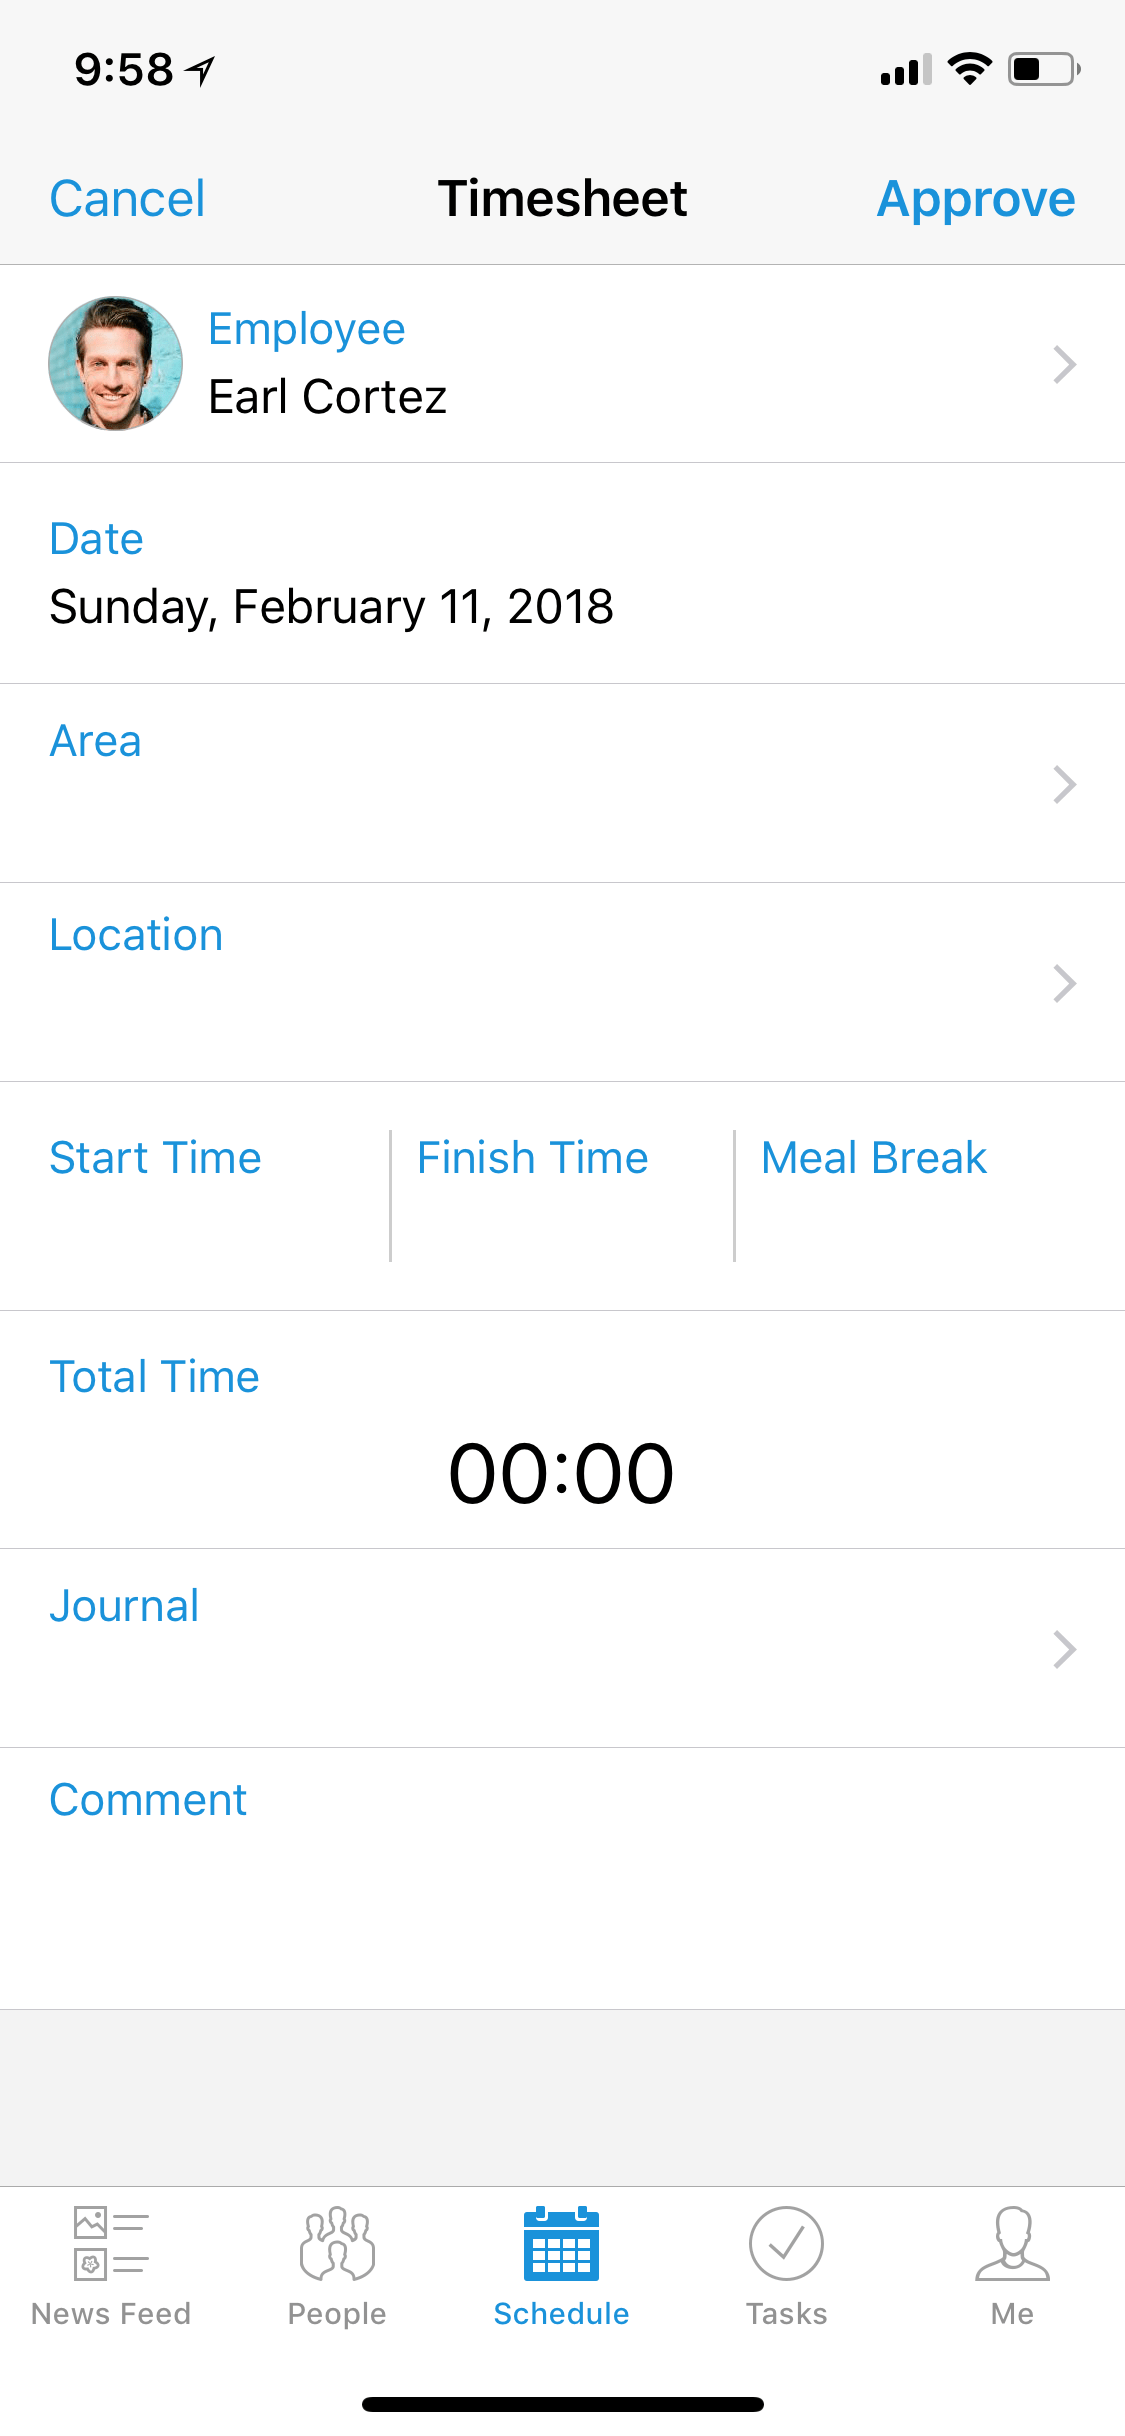 9:58
Cancel Timesheet Approve
Employee
Earl Cortez
Date
Sunday, February 11, 2018
Area
Location
Start Time Finish Time Meal Break
Total Time
00:00
Journal
Comment
News Feed People Schedule Tasks Me